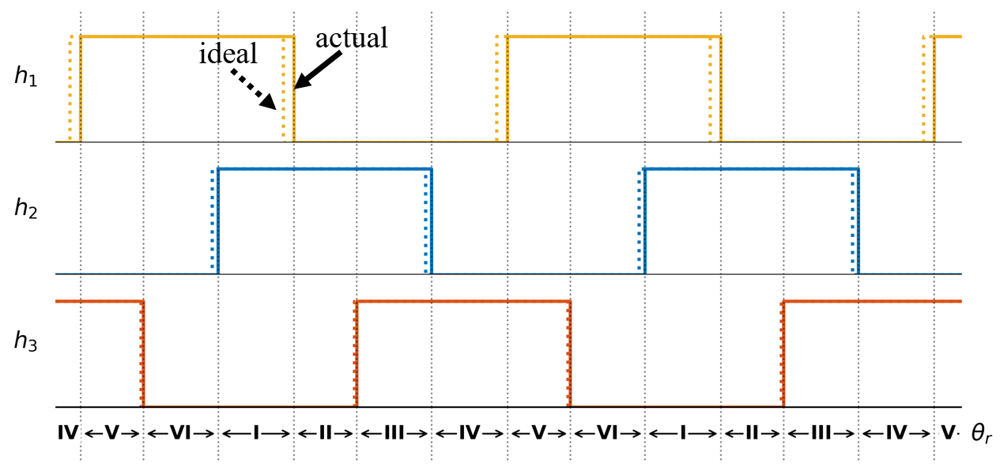 actual
ideal
h₁
h₂
h₃
IV V VI I II III IV V VI I II III IV V θᵣ